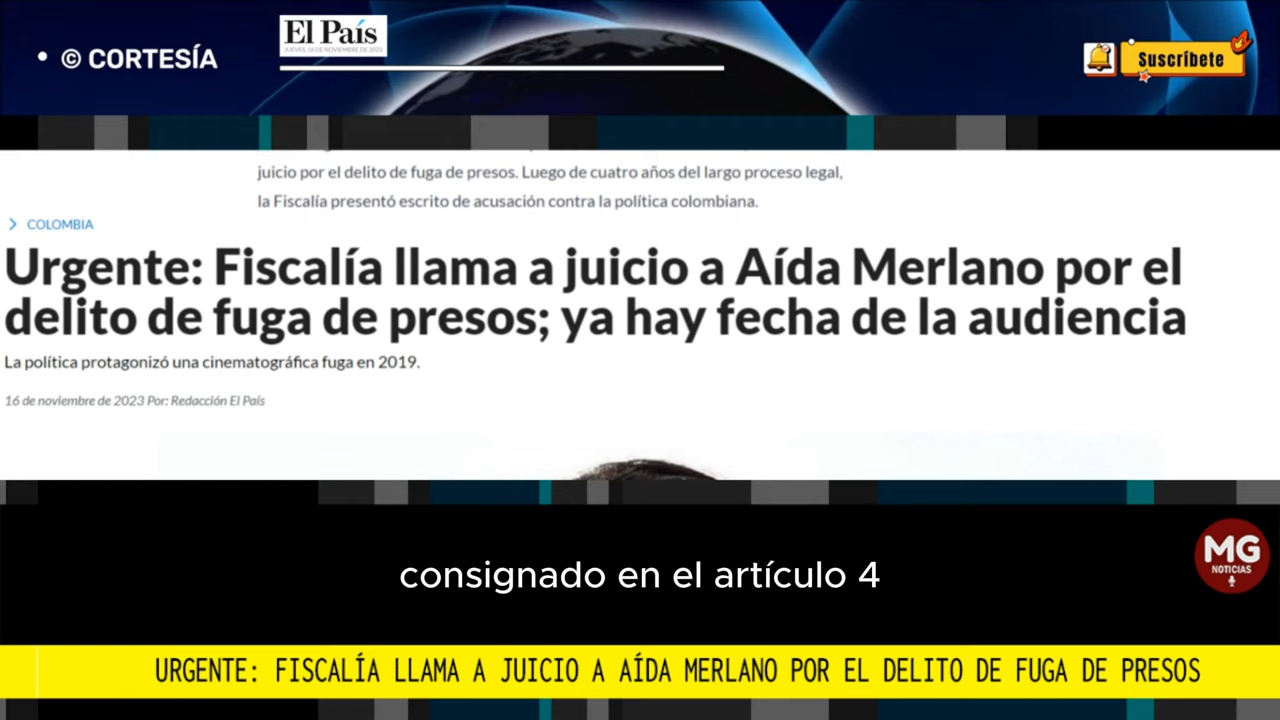 • © CORTESÍA
El País
JUEVES, 16 DE NOVIEMBRE DE 2023
Suscríbete
juicio por el delito de fuga de presos. Luego de cuatro años del largo proceso legal,
la Fiscalía presentó escrito de acusación contra la política colombiana.
> COLOMBIA
Urgente: Fiscalía llama a juicio a Aída Merlano por el
delito de fuga de presos; ya hay fecha de la audiencia
La política protagonizó una cinematográfica fuga en 2019.
16 de noviembre de 2023 Por: Redacción El País
consignado en el artículo 4
MG
NOTICIAS
URGENTE: FISCALÍA LLAMA A JUICIO A AÍDA MERLANO POR EL DELITO DE FUGA DE PRESOS